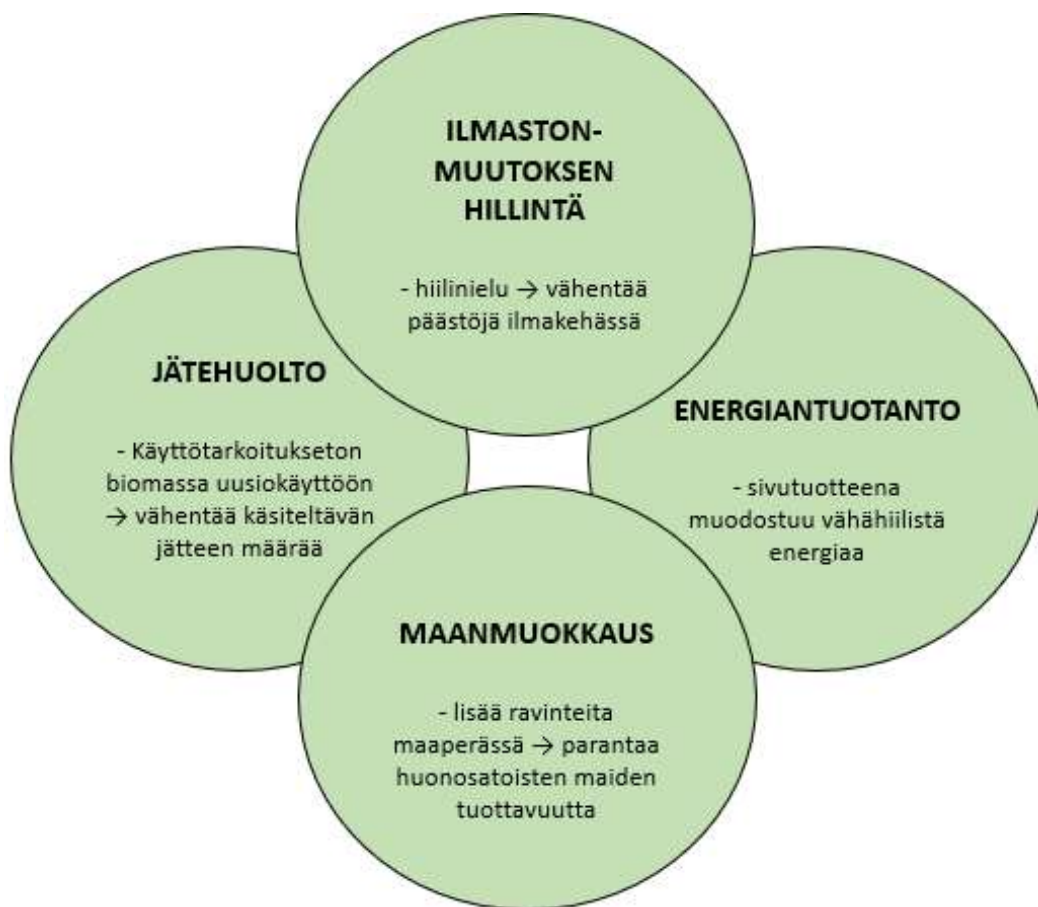 ILMASTON-
MUUTOKSEN
HILLINTÄ
- hiilinielu → vähentää
päästöjä ilmakehässä
JÄTEHUOLTO
- Käyttötarkoitukseton
biomassa uusiokäyttöön
→ vähentää käsiteltävän
jätteen määrää
ENERGIANTUOTANTO
- sivutuotteena
muodostuu vähähiilistä
energiaa
MAANMUOKKAUS
- lisää ravinteita
maaperässä → parantaa
huonosatoisten maiden
tuottavuutta